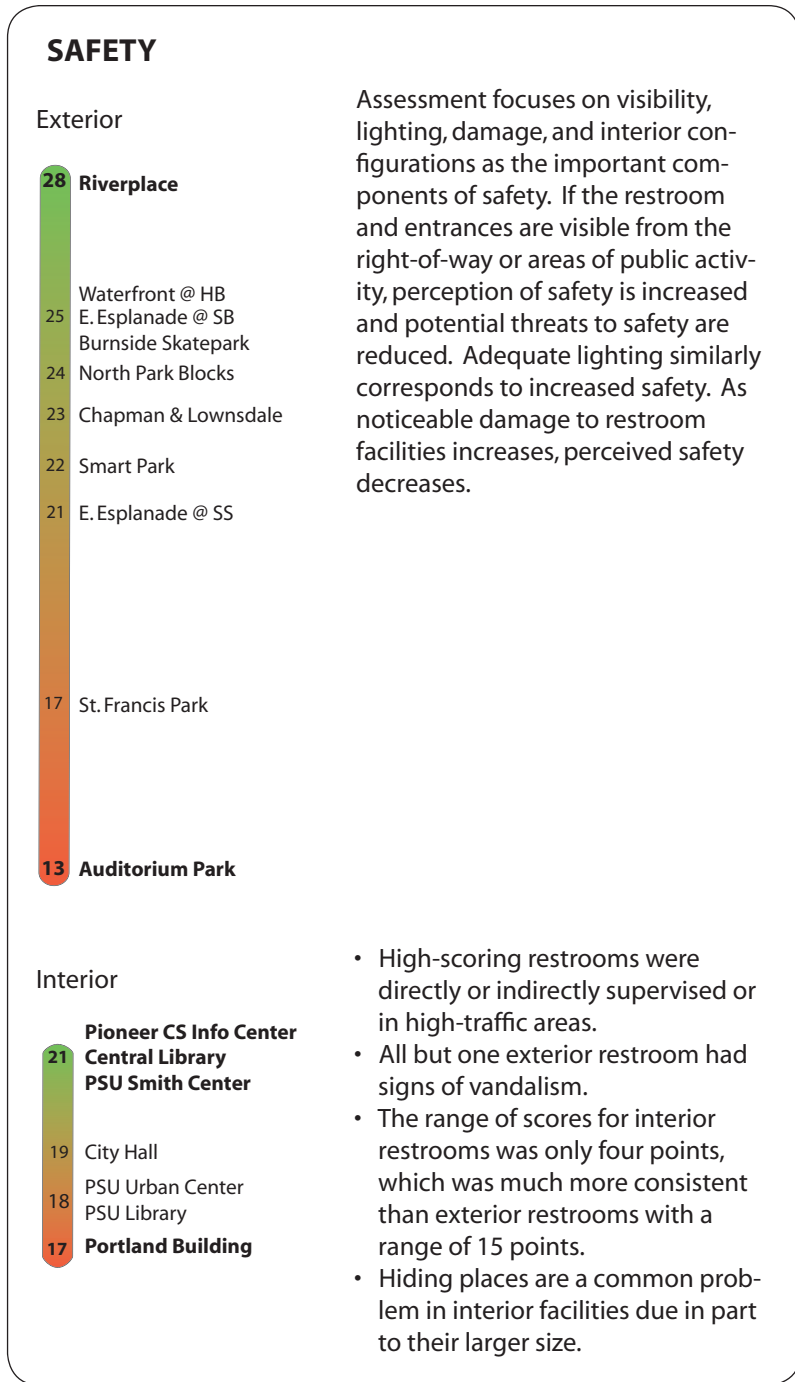 SAFETY
Exterior
28 Riverplace
Waterfront @ HB
25 E. Esplanade @ SB
Burnside Skatepark
24 North Park Blocks
23 Chapman & Lownsdale
22 Smart Park
21 E. Esplanade @ SS
17 St. Francis Park
13 Auditorium Park
Assessment focuses on visibility,
lighting, damage, and interior con-
figurations as the important com-
ponents of safety. If the restroom
and entrances are visible from the
right-of-way or areas of public activ-
ity, perception of safety is increased
and potential threats to safety are
reduced. Adequate lighting similarly
corresponds to increased safety. As
noticeable damage to restroom
facilities increases, perceived safety
decreases.
Interior
Pioneer CS Info Center
21 Central Library
PSU Smith Center
19 City Hall
18 PSU Urban Center
PSU Library
17 Portland Building
• High-scoring restrooms were
directly or indirectly supervised or
in high-traffic areas.
• All but one exterior restroom had
signs of vandalism.
• The range of scores for interior
restrooms was only four points,
which was much more consistent
than exterior restrooms with a
range of 15 points.
• Hiding places are a common prob-
lem in interior facilities due in part
to their larger size.